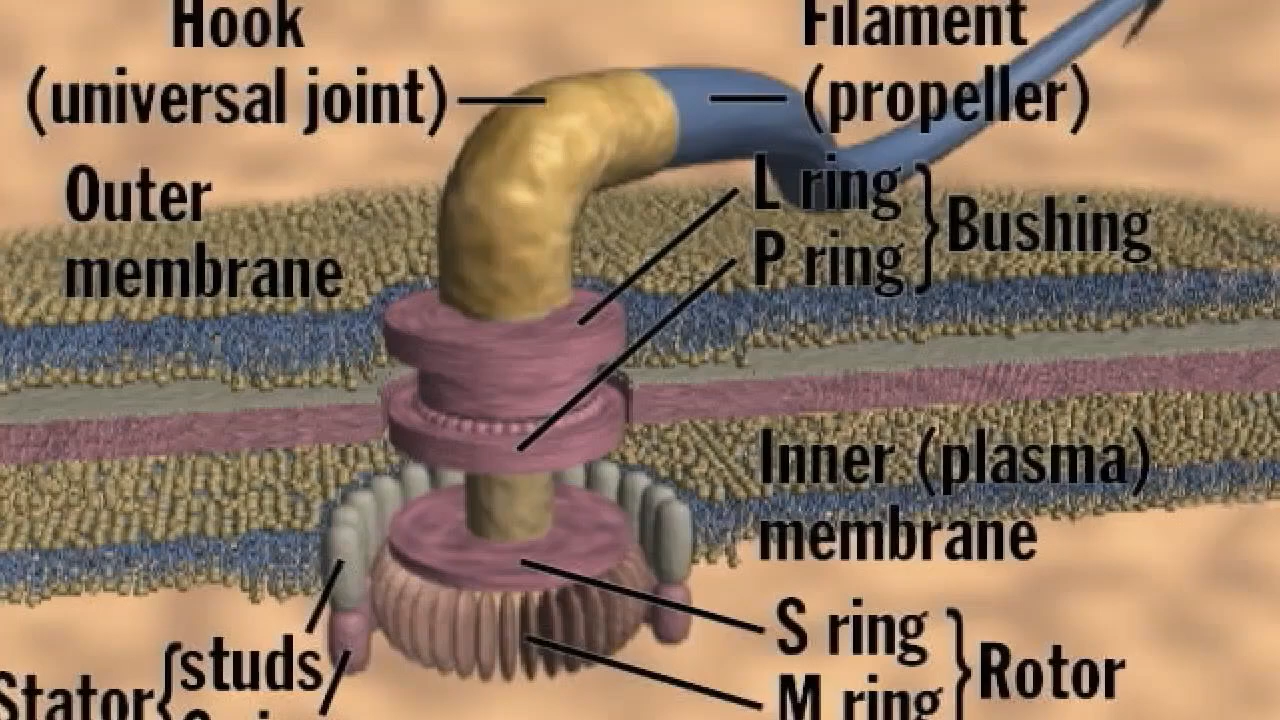 Hook
(universal joint)
Filament
(propeller)
Outer
membrane
L ring
P ring
Bushing
Inner (plasma)
membrane
S ring
M ring
Rotor
studs
Stator